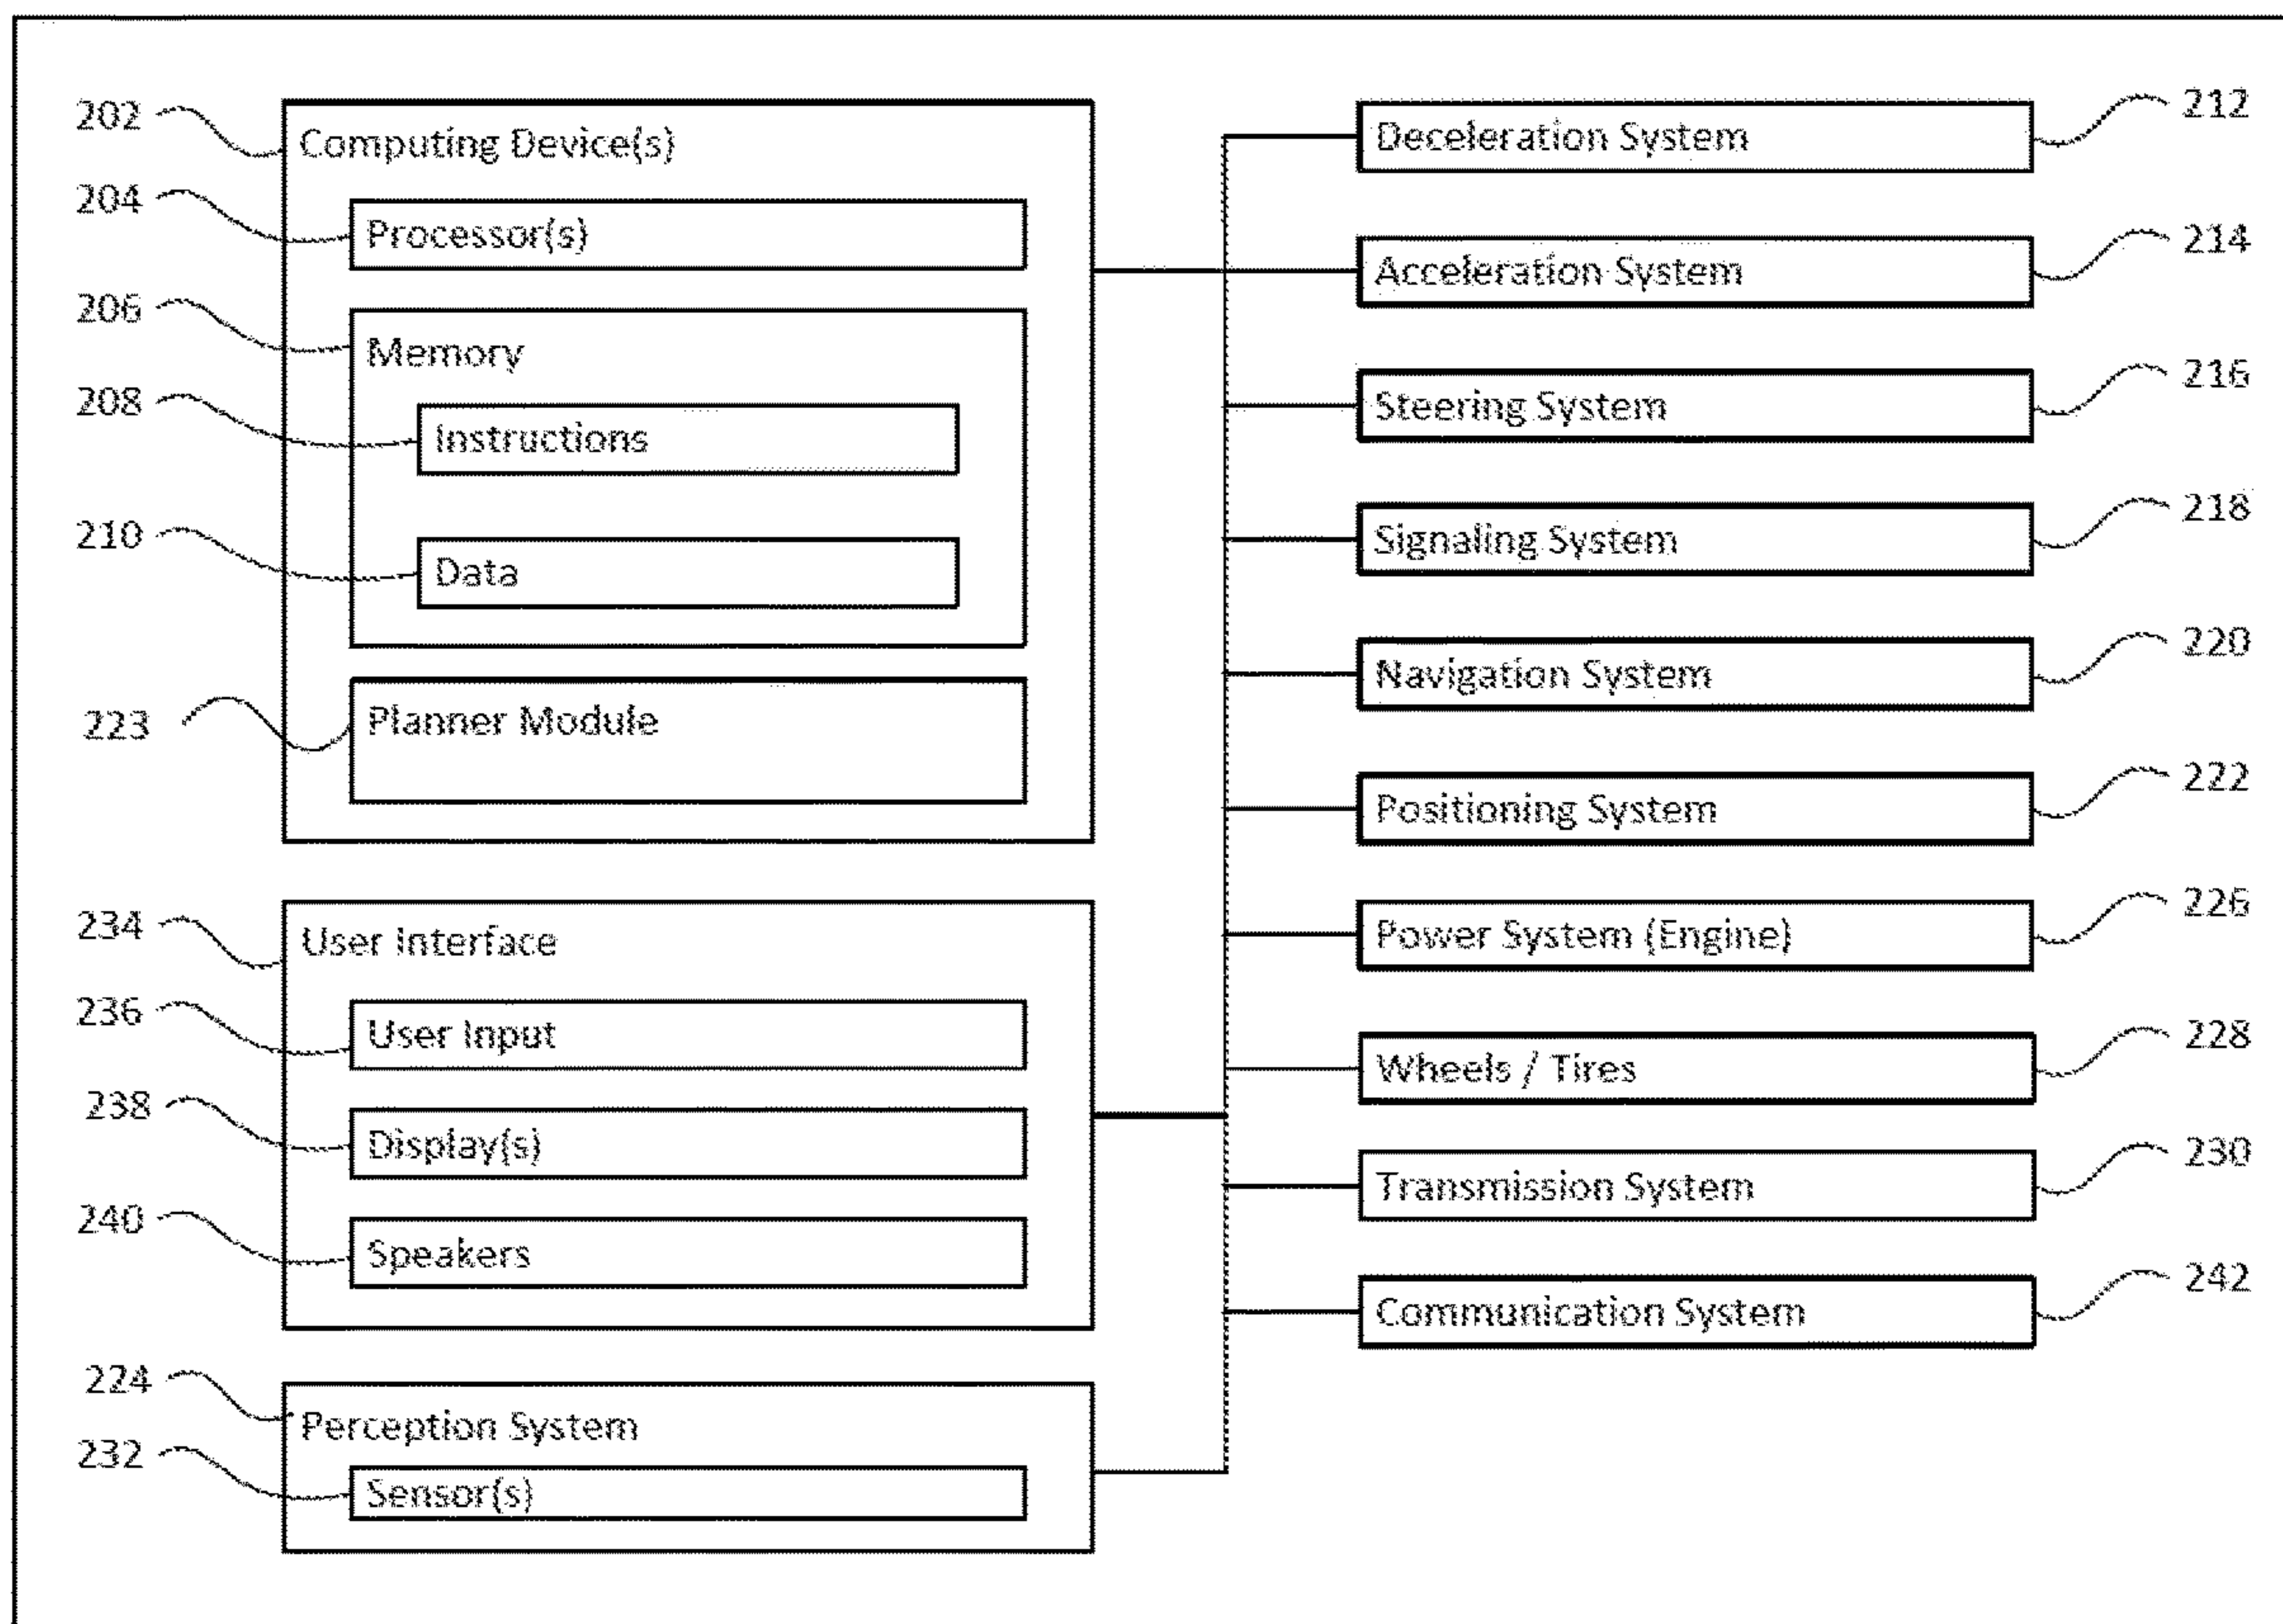 202
Computing Device(s)
204
Processor(s)
206
Memory
208
Instructions
210
Data
223
Planner Module
234
User Interface
236
User Input
238
Display(s)
240
Speakers
224
Perception System
232
Sensor(s)
Deceleration System
212
Acceleration System
214
Steering System
216
Signaling System
218
Navigation System
220
Positioning System
222
Power System (Engine)
226
Wheels / Tires
228
Transmission System
230
Communication System
242